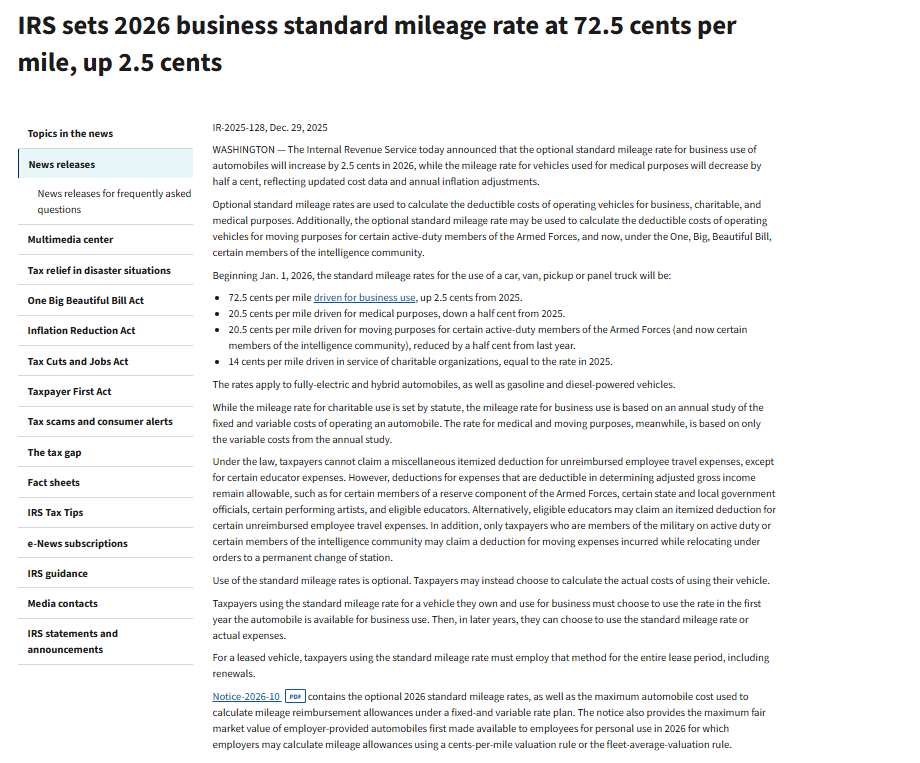 IRS sets 2026 business standard mileage rate at 72.5 cents per
mile, up 2.5 cents
Topics in the news
News releases
News releases for frequently asked
questions
Multimedia center
Tax relief in disaster situations
One Big Beautiful Bill Act
Inflation Reduction Act
Tax Cuts and Jobs Act
Taxpayer First Act
Tax scams and consumer alerts
The tax gap
Fact sheets
IRS Tax Tips
e-News subscriptions
IRS guidance
Media contacts
IRS statements and
announcements
IR-2025-128, Dec. 29, 2025
WASHINGTON — The Internal Revenue Service today announced that the optional standard mileage rate for business use of
automobiles will increase by 2.5 cents in 2026, while the mileage rate for vehicles used for medical purposes will decrease by
half a cent, reflecting updated cost data and annual inflation adjustments.
Optional standard mileage rates are used to calculate the deductible costs of operating vehicles for business, charitable, and
medical purposes. Additionally, the optional standard mileage rate may be used to calculate the deductible costs of operating
vehicles for moving purposes for certain active-duty members of the Armed Forces, and now, under the One, Big, Beautiful Bill,
certain members of the intelligence community.
Beginning Jan. 1, 2026, the standard mileage rates for the use of a car, van, pickup or panel truck will be:
• 72.5 cents per mile driven for business use, up 2.5 cents from 2025.
• 20.5 cents per mile driven for medical purposes, down a half cent from 2025.
• 20.5 cents per mile driven for moving purposes for certain active-duty members of the Armed Forces (and now certain
members of the intelligence community), reduced by a half cent from last year.
• 14 cents per mile driven in service of charitable organizations, equal to the rate in 2025.
The rates apply to fully-electric and hybrid automobiles, as well as gasoline and diesel-powered vehicles.
While the mileage rate for charitable use is set by statute, the mileage rate for business use is based on an annual study of the
fixed and variable costs of operating an automobile. The rate for medical and moving purposes, meanwhile, is based on only
the variable costs from the annual study.
Under the law, taxpayers cannot claim a miscellaneous itemized deduction for unreimbursed employee travel expenses, except
for certain educator expenses. However, deductions for expenses that are deductible in determining adjusted gross income
remain allowable, such as for certain members of a reserve component of the Armed Forces, certain state and local government
officials, certain performing artists, and eligible educators. Alternatively, eligible educators may claim an itemized deduction for
certain unreimbursed employee travel expenses. In addition, only taxpayers who are members of the military on active duty or
certain members of the intelligence community may claim a deduction for moving expenses incurred while relocating under
orders to a permanent change of station.
Use of the standard mileage rates is optional. Taxpayers may instead choose to calculate the actual costs of using their vehicle.
Taxpayers using the standard mileage rate for a vehicle they own and use for business must choose to use the rate in the first
year the automobile is available for business use. Then, in later years, they can choose to use the standard mileage rate or
actual expenses.
For a leased vehicle, taxpayers using the standard mileage rate must employ that method for the entire lease period, including
renewals.
Notice-2026-10 PDF contains the optional 2026 standard mileage rates, as well as the maximum automobile cost used to
calculate mileage reimbursement allowances under a fixed-and variable rate plan. The notice also provides the maximum fair
market value of employer-provided automobiles first made available to employees for personal use in 2026 for which
employers may calculate mileage allowances using a cents-per-mile valuation rule or the fleet-average-valuation rule.